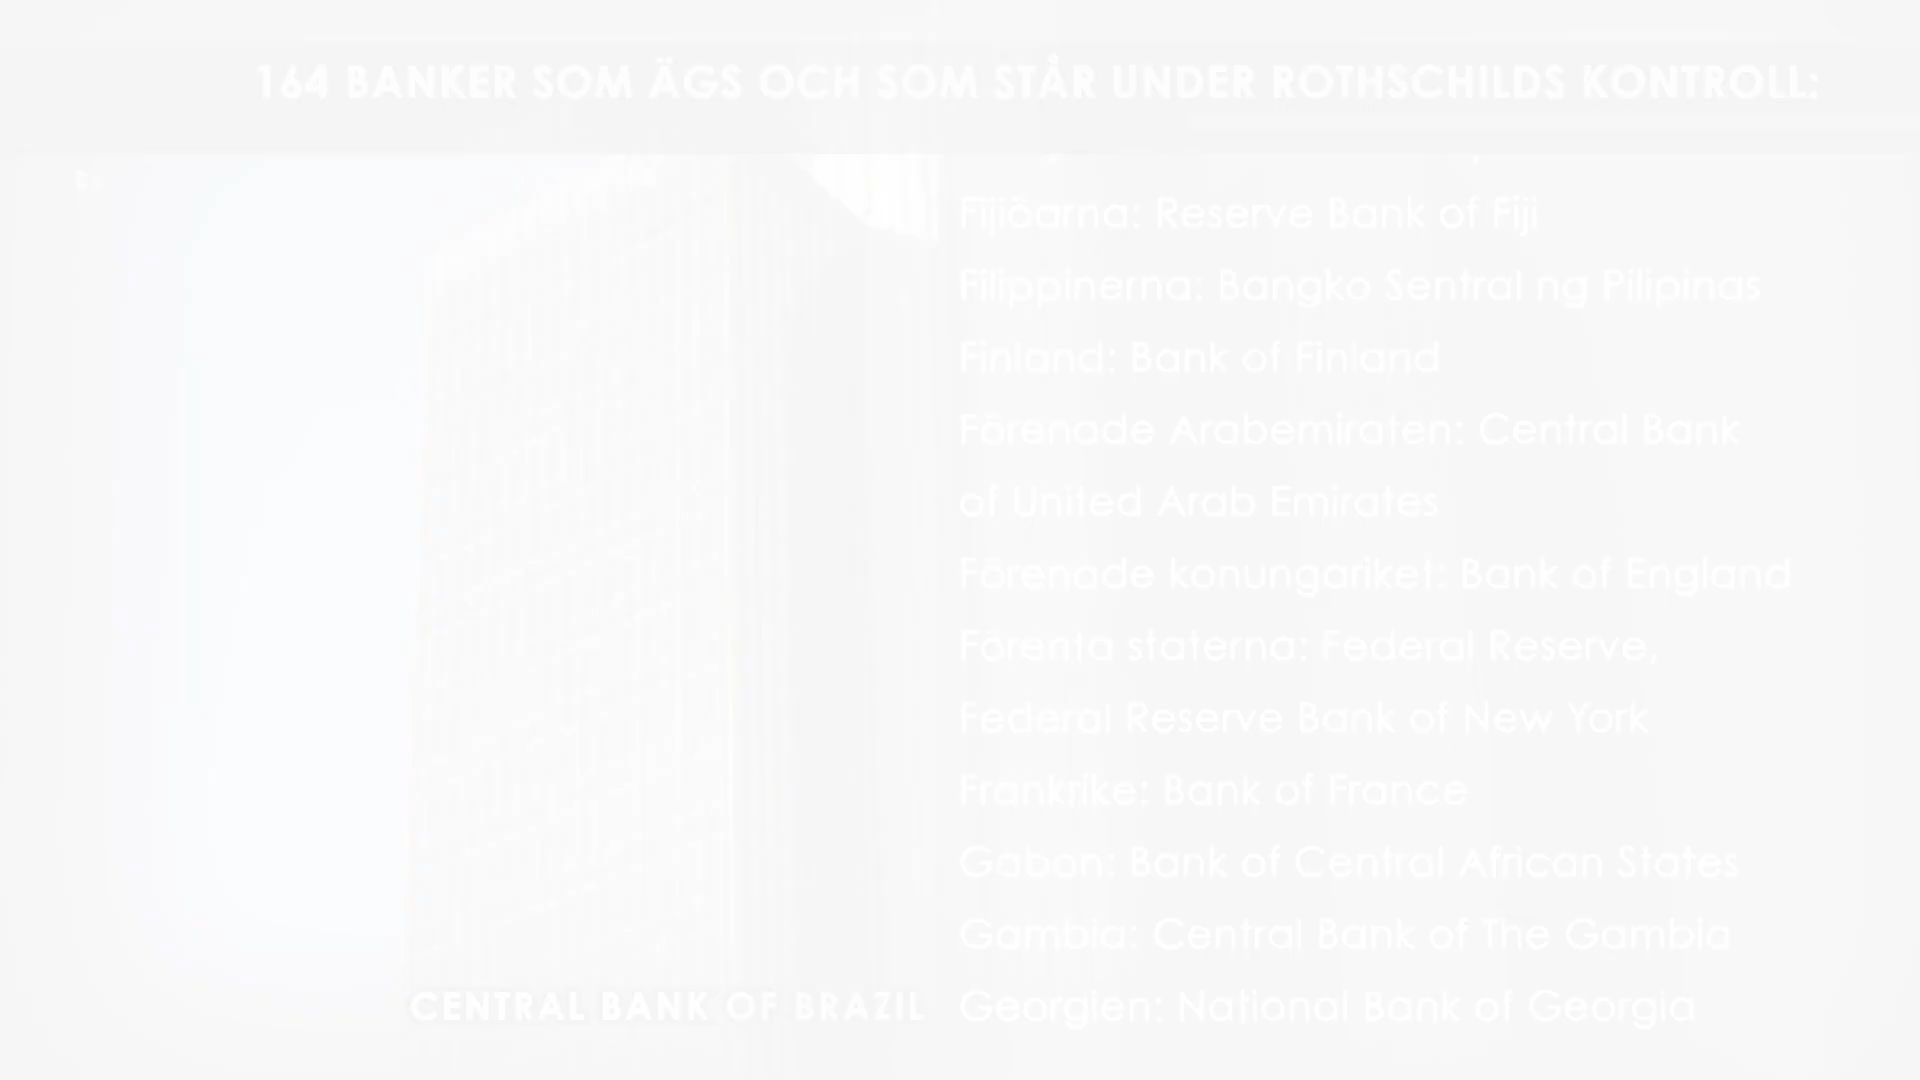 164 BANKER SOM ÄGS OCH SOM STÅR UNDER ROTHSCHILDS KONTROLL:
Fijiöarna: Reserve Bank of Fiji
Filippinerna: Bangko Sentral ng Pilipinas
Finland: Bank of Finland
Förenade Arabemiraten: Central Bank
of United Arab Emirates
Förenade konungariket: Bank of England
Förenta staterna: Federal Reserve,
Federal Reserve Bank of New York
Frankrike: Bank of France
Gabon: Bank of Central African States
Gambia: Central Bank of The Gambia
Georgien: National Bank of Georgia
CENTRAL BANK OF BRAZIL